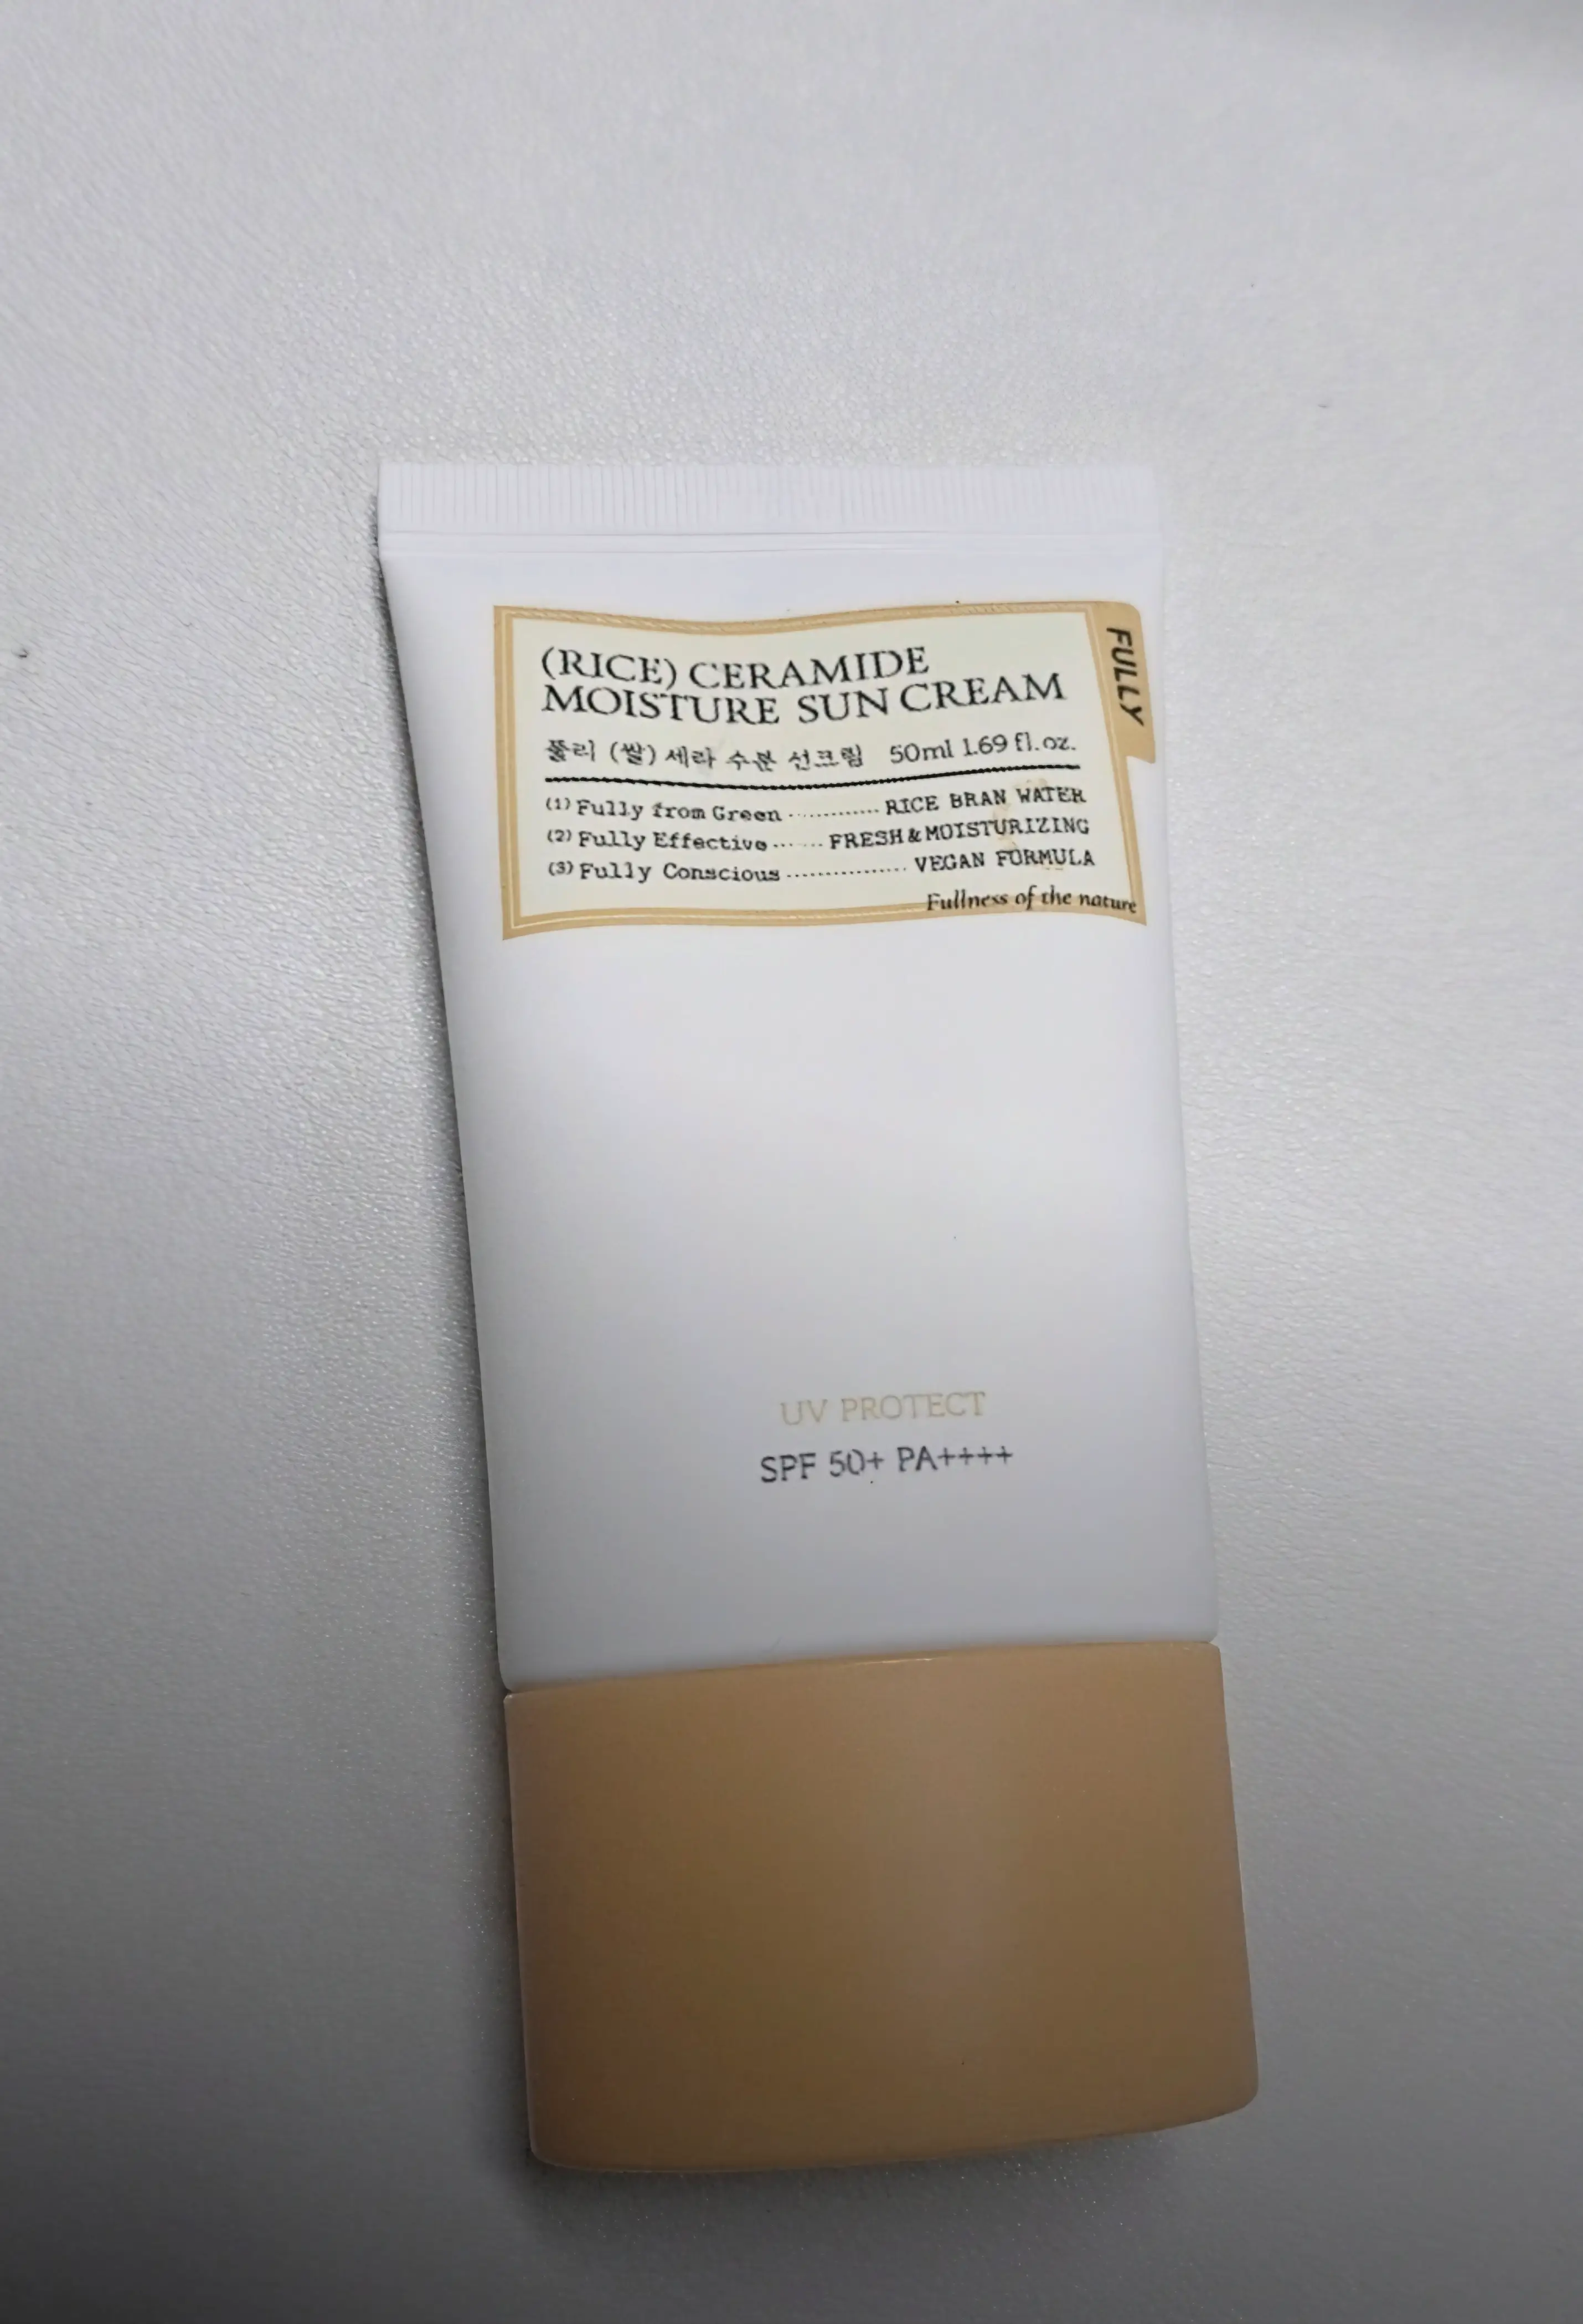 (RICE) CERAMIDE
MOISTURE SUN CREAM
풀리 (쌀) 세라 수분 선크림 50ml 1.69 fl.oz.
(1) Fully from Green ............ RICE BRAN WATER
(2) Fully Effective ...... FRESH & MOISTURIZING
(3) Fully Conscious ................ VEGAN FORMULA
Fullness of the nature
FULLY
UV PROTECT
SPF 50+ PA++++